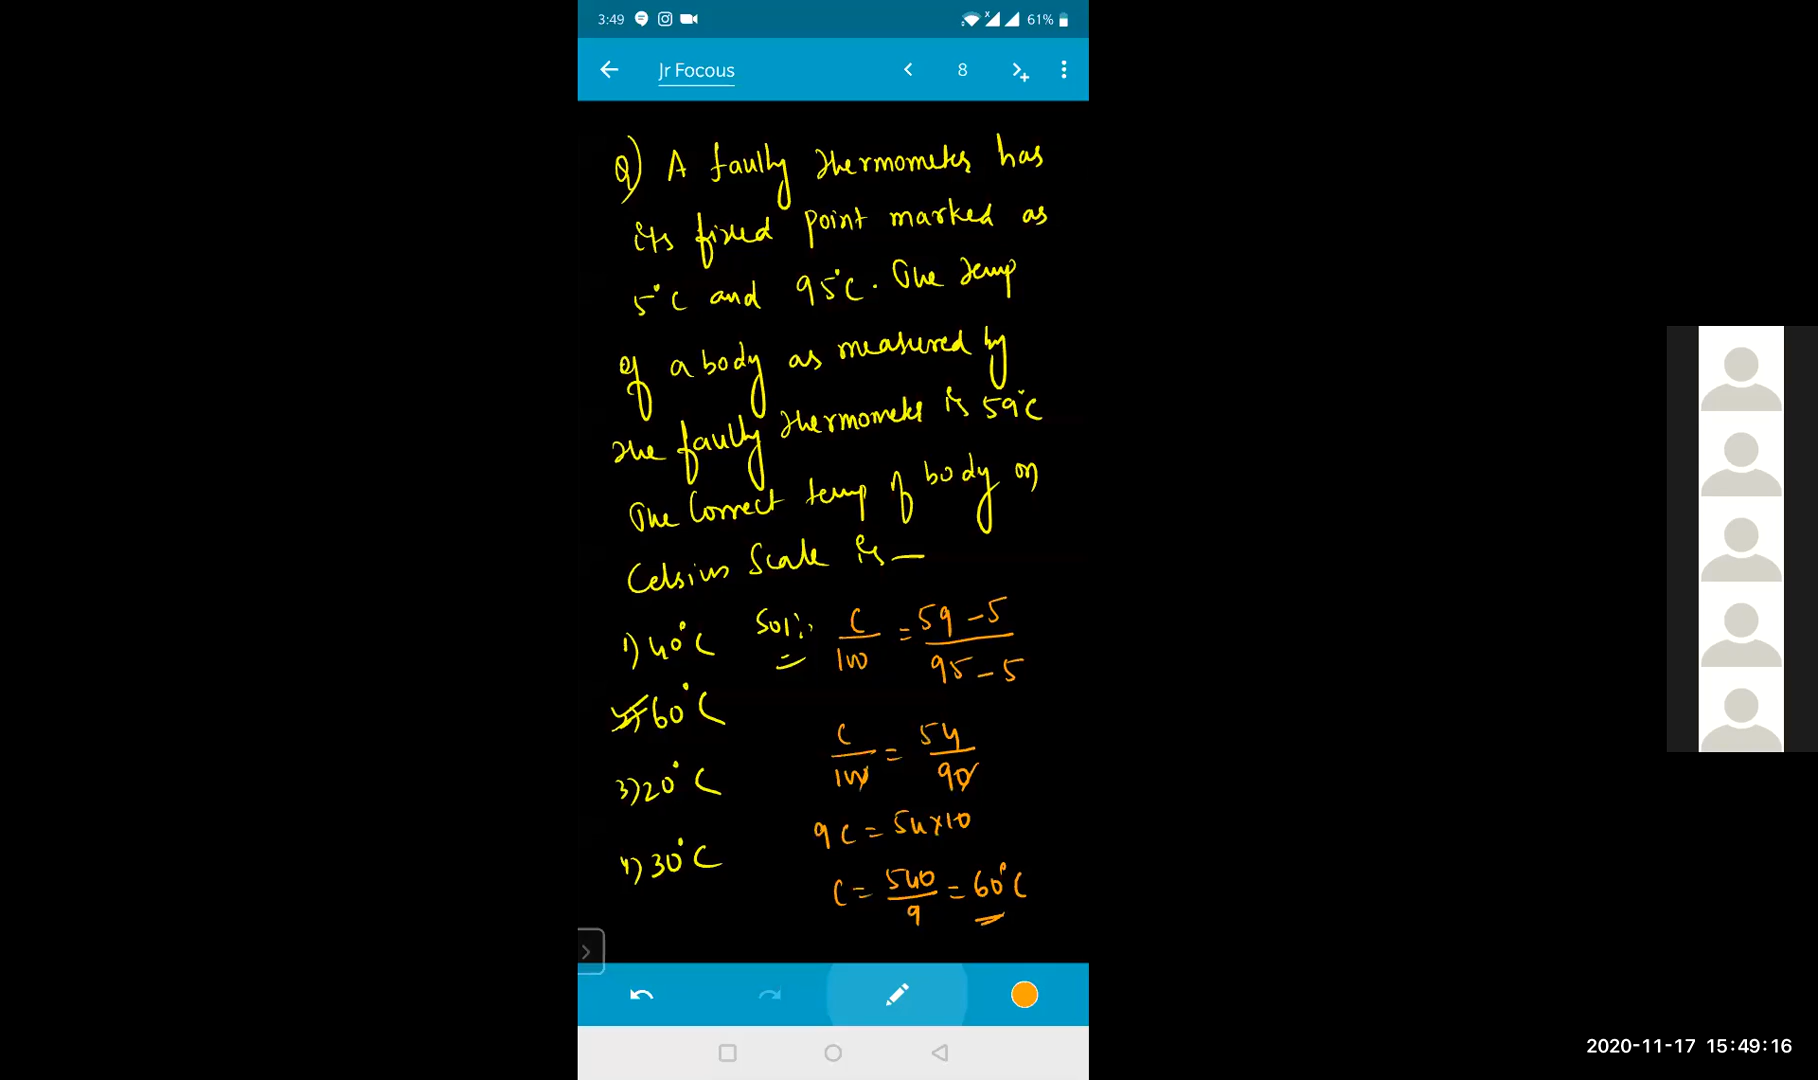 3:49
61%
Jr Focous
8
Q) A faulty thermometer has
its fixed point marked as
5°C and 95°C. The temp
of a body as measured by
the faulty thermometer is 59°C
The Correct temp of body on
Celsius Scale is —
1) 40°C
Sol:
C/100 = 59-5/95-5
2) 60°C
C/100 = 54/90
3) 20°C
9C = 54×10
4) 30°C
C = 540/9 = 60°C
2020-11-17 15:49:16